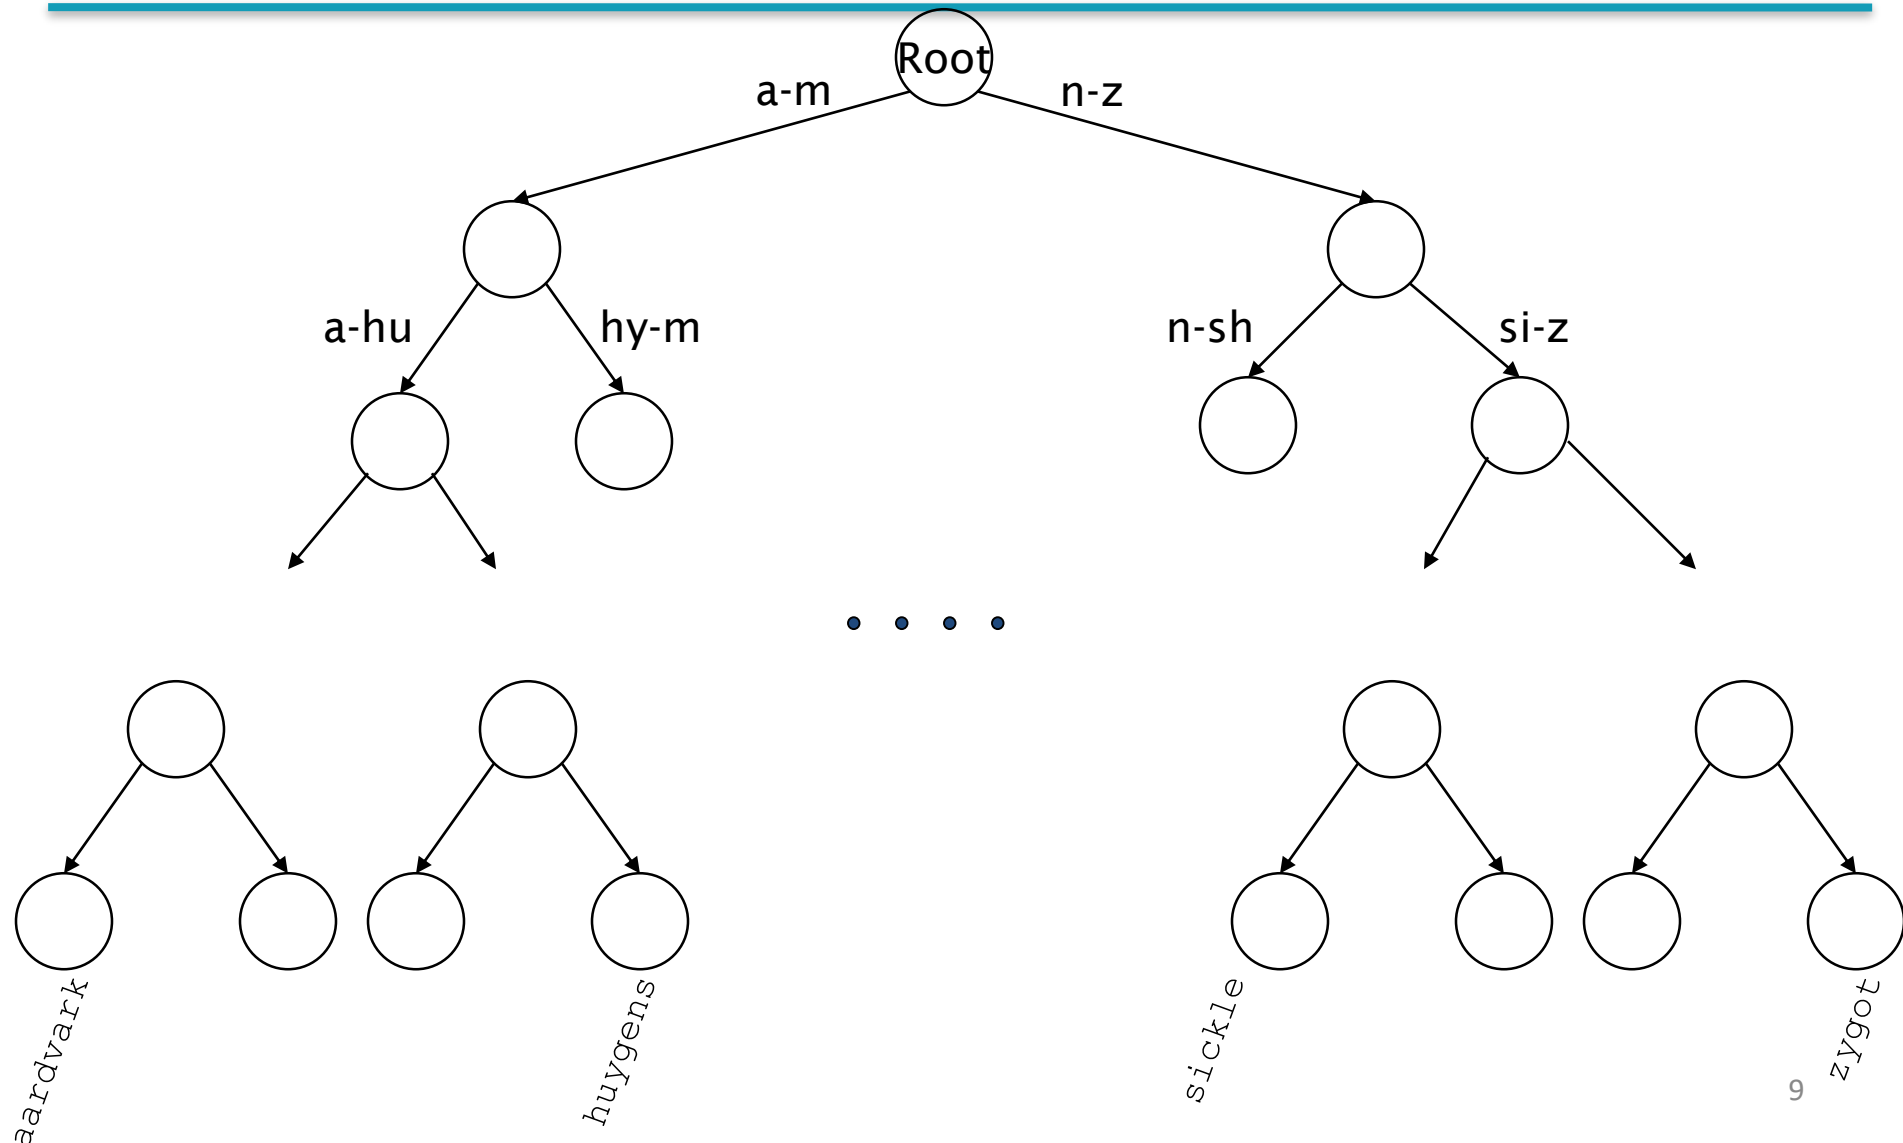 Root
a-m
n-z
a-hu
hy-m
n-sh
si-z
aardvark
huygens
sickle
zygot
9